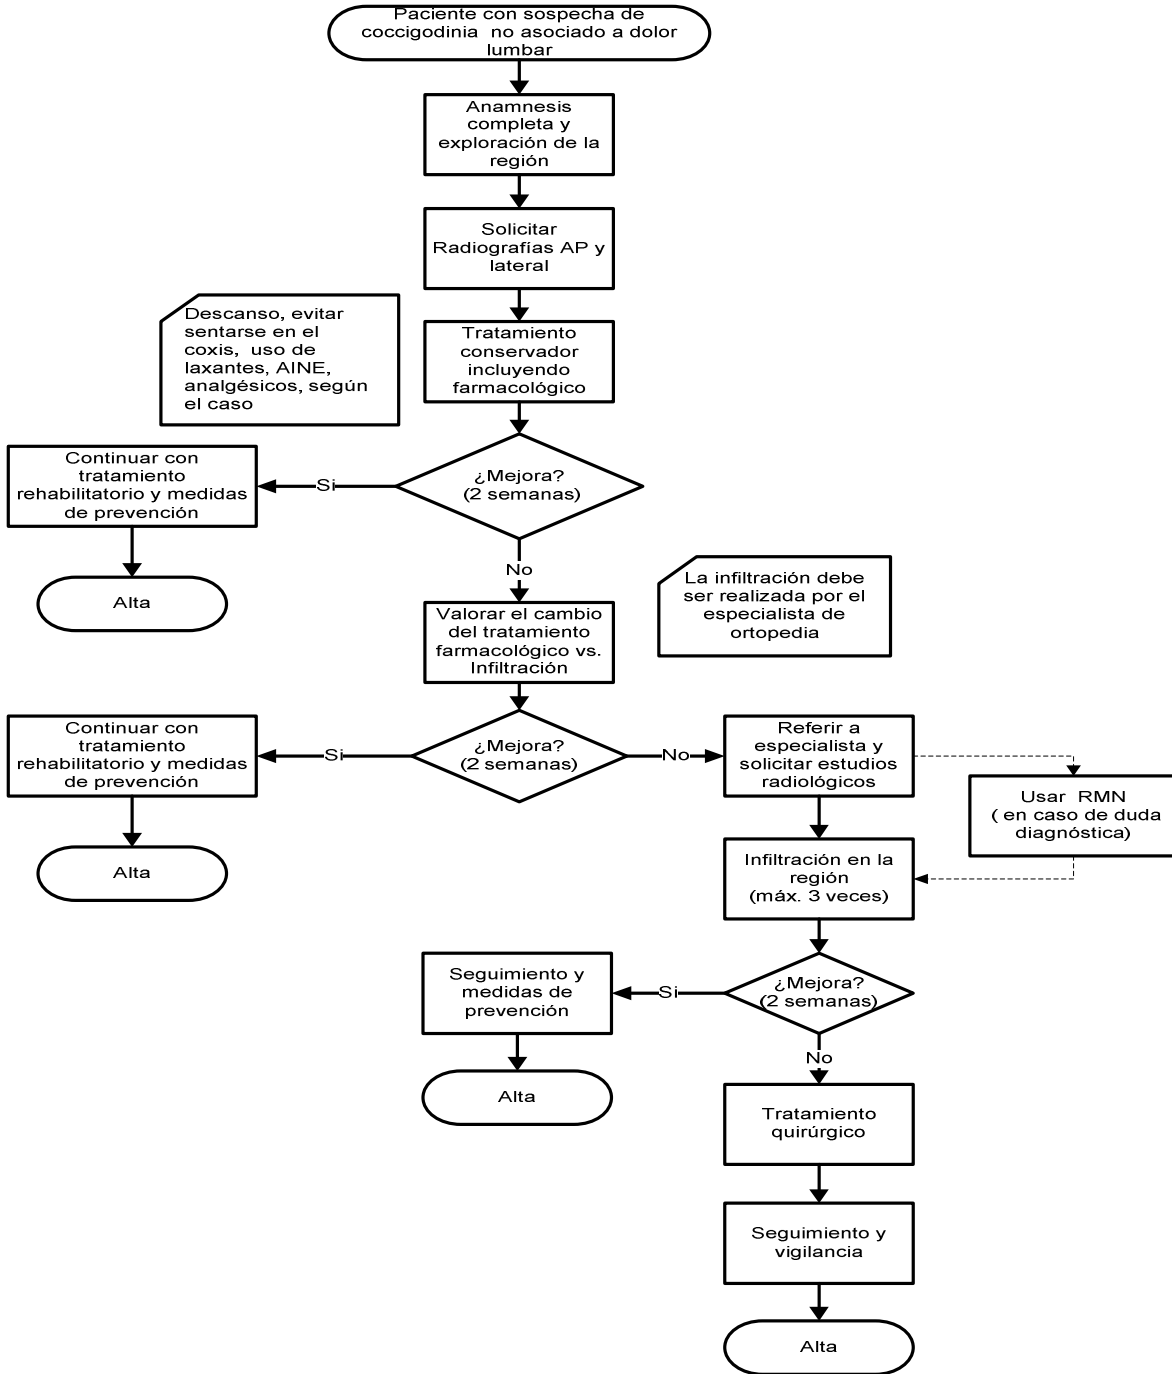 Paciente con sospecha de
coccigodinia no asociado a dolor
lumbar
Anamnesis
completa y
exploración de la
región
Solicitar
Radiografías AP y
lateral
Descanso, evitar
sentarse en el
coxis, uso de
laxantes, AINE,
analgésicos, según
el caso
Tratamiento
conservador
incluyendo
farmacológico
¿Mejora?
(2 semanas)
Si
Continuar con
tratamiento
rehabilitatorio y medidas
de prevención
Alta
No
La infiltración debe
ser realizada por el
especialista de
ortopedia
Valorar el cambio
del tratamiento
farmacológico vs.
Infiltración
¿Mejora?
(2 semanas)
Si
Continuar con
tratamiento
rehabilitatorio y medidas
de prevención
Alta
No
Referir a
especialista y
solicitar estudios
radiológicos
Usar RMN
( en caso de duda
diagnóstica)
Infiltración en la
región
(máx. 3 veces)
¿Mejora?
(2 semanas)
Si
Seguimiento y
medidas de
prevención
Alta
No
Tratamiento
quirúrgico
Seguimiento y
vigilancia
Alta